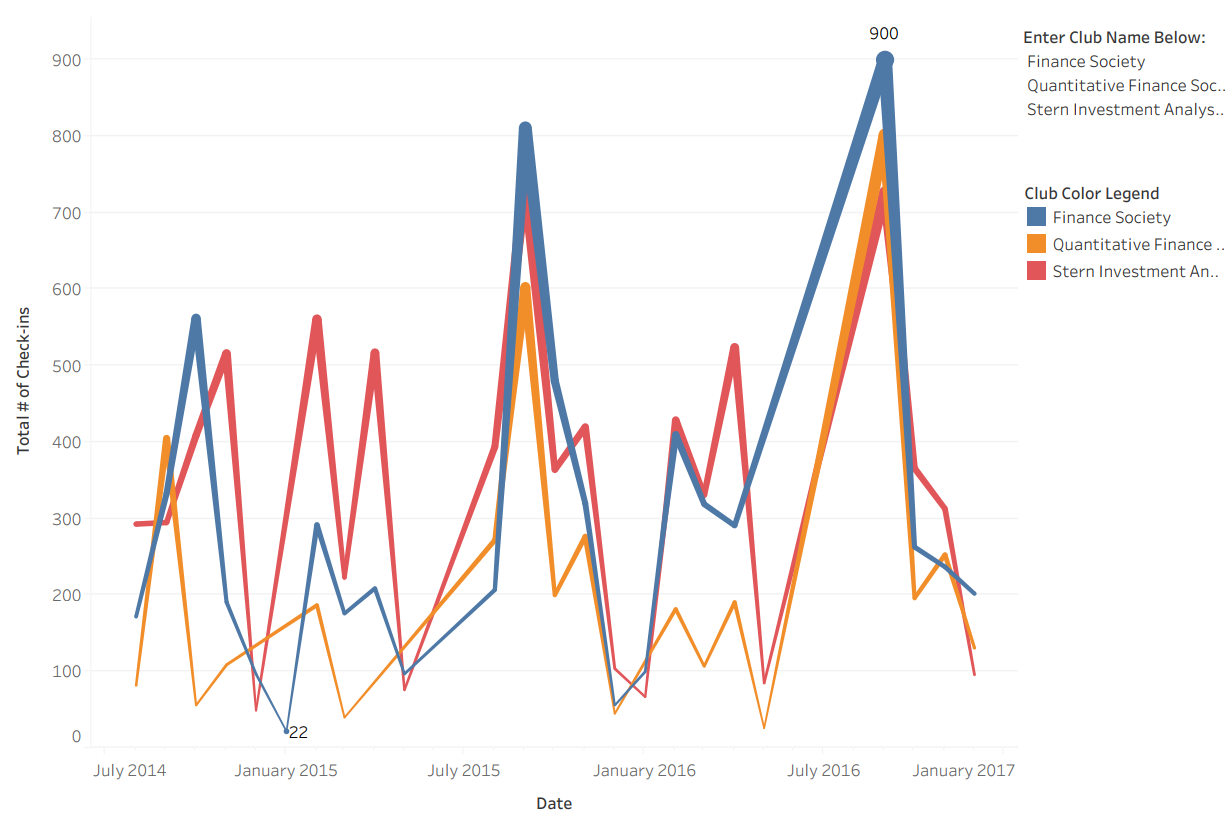 900
Enter Club Name Below:
Finance Society
Quantitative Finance Soc..
Stern Investment Analys..
Club Color Legend
Finance Society
Quantitative Finance ..
Stern Investment An..
Total # of Check-ins
900
800
700
600
500
400
300
200
100
0
22
July 2014 January 2015 July 2015 January 2016 July 2016 January 2017
Date